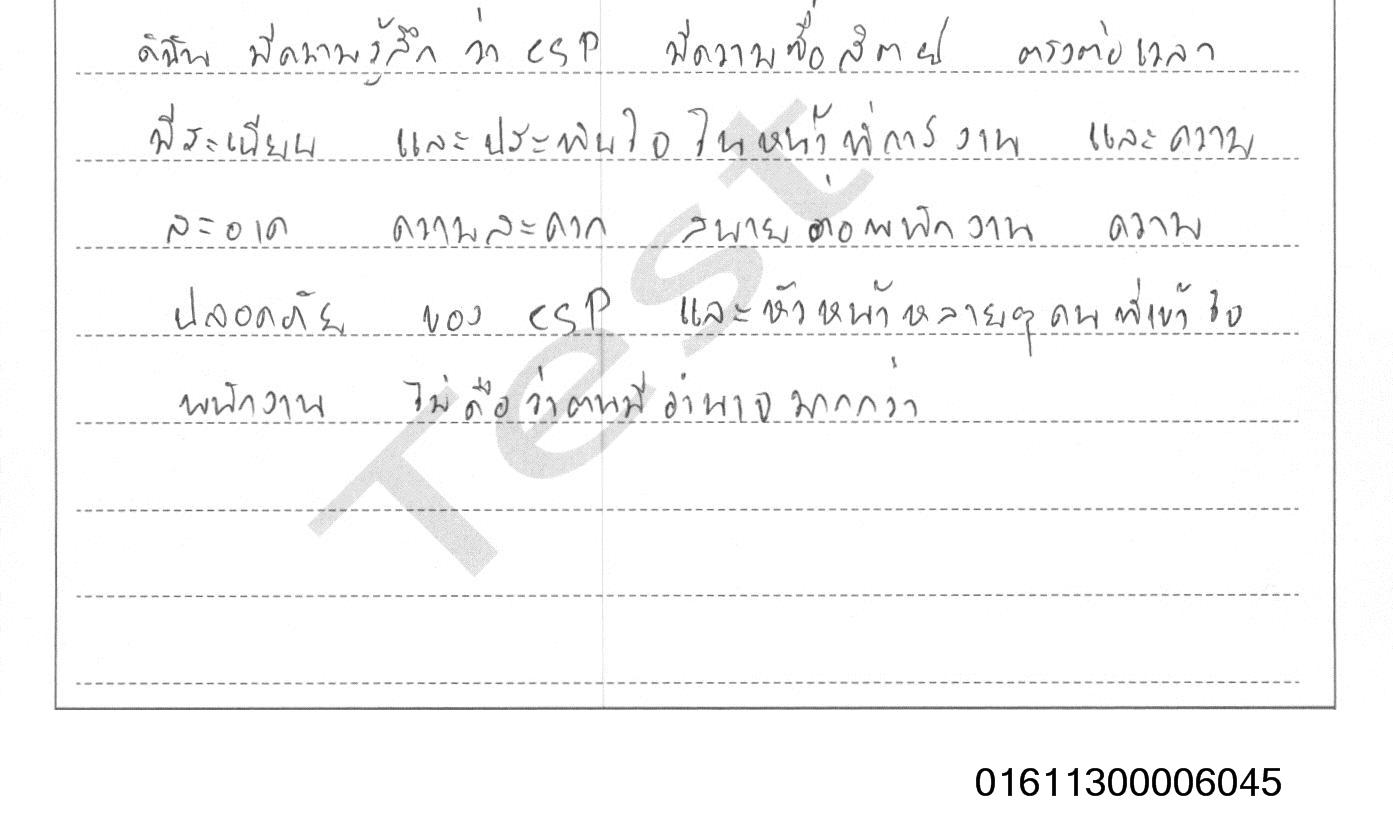 ดิฉัน มีความรู้สึก ว่า CSP มีความซื่อสัตย์ ตรงต่อเวลา
มีระเบียบ และประทับใจในหน้าที่การงาน และความ
สะอาด ความสะดวก สบายต่อพนักงาน ความ
ปลอดภัย ของ CSP และหัวหน้าหลายๆคนที่เข้าใจ
พนักงาน ไม่ถือว่าตนมีอำนาจมากกว่า
Test
01611300006045